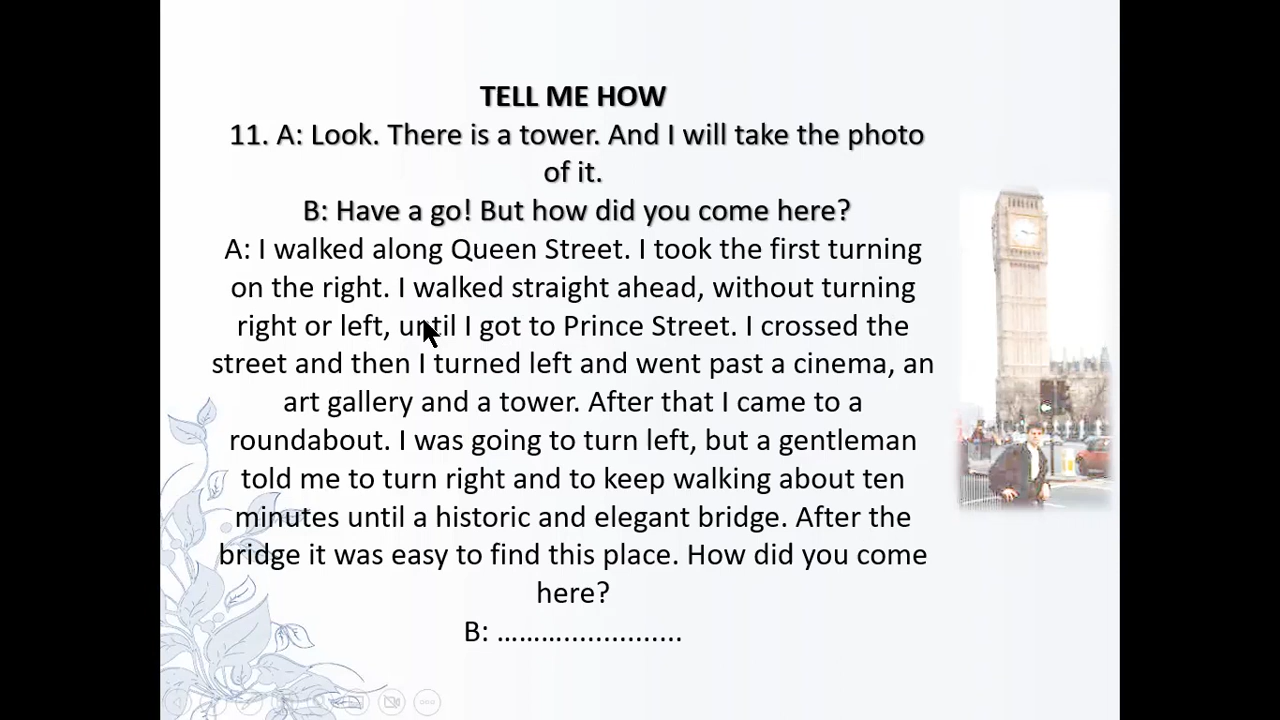 TELL ME HOW
11. A: Look. There is a tower. And I will take the photo
of it.
B: Have a go! But how did you come here?
A: I walked along Queen Street. I took the first turning
on the right. I walked straight ahead, without turning
right or left, until I got to Prince Street. I crossed the
street and then I turned left and went past a cinema, an
art gallery and a tower. After that I came to a
roundabout. I was going to turn left, but a gentleman
told me to turn right and to keep walking about ten
minutes until a historic and elegant bridge. After the
bridge it was easy to find this place. How did you come
here?
B: ………................